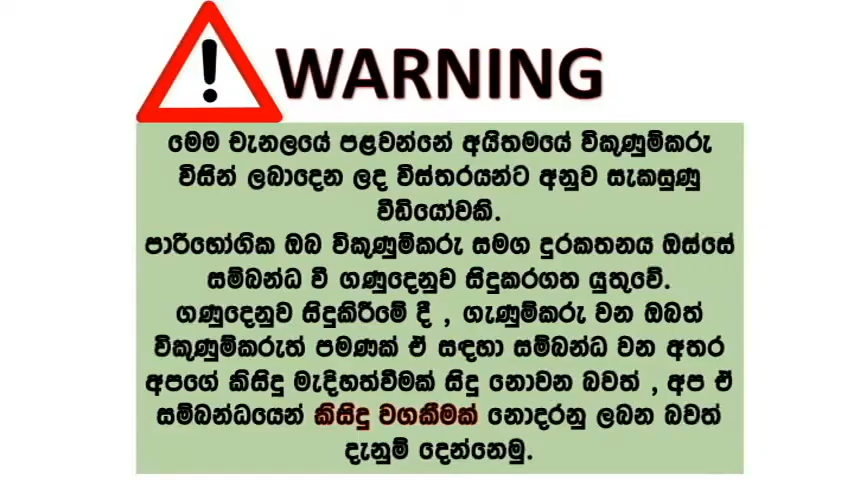 WARNING
මෙම චැනලයේ පළවන්නේ අයිතමයේ විකුණුම්කරු
විසින් ලබාදෙන ලද විස්තරයන්ට අනුව සැකසුණු
වීඩියෝවකි.
පාරිභෝගික ඔබ විකුණුම්කරු සමග දුරකතනය ඔස්සේ
සම්බන්ධ වී ගණුදෙනුව සිදුකරගත යුතුවේ.
ගණුදෙනුව සිදුකිරීමේ දී , ගැණුම්කරු වන ඔබත්
විකුණුම්කරුත් පමණක් ඒ සඳහා සම්බන්ධ වන අතර
අපගේ කිසිදු මැදිහත්වීමක් සිදු නොවන බවත් , අප ඒ
සම්බන්ධයෙන් කිසිදු වගකීමක් නොදරනු ලබන බවත්
දැනුම් දෙන්නෙමු.